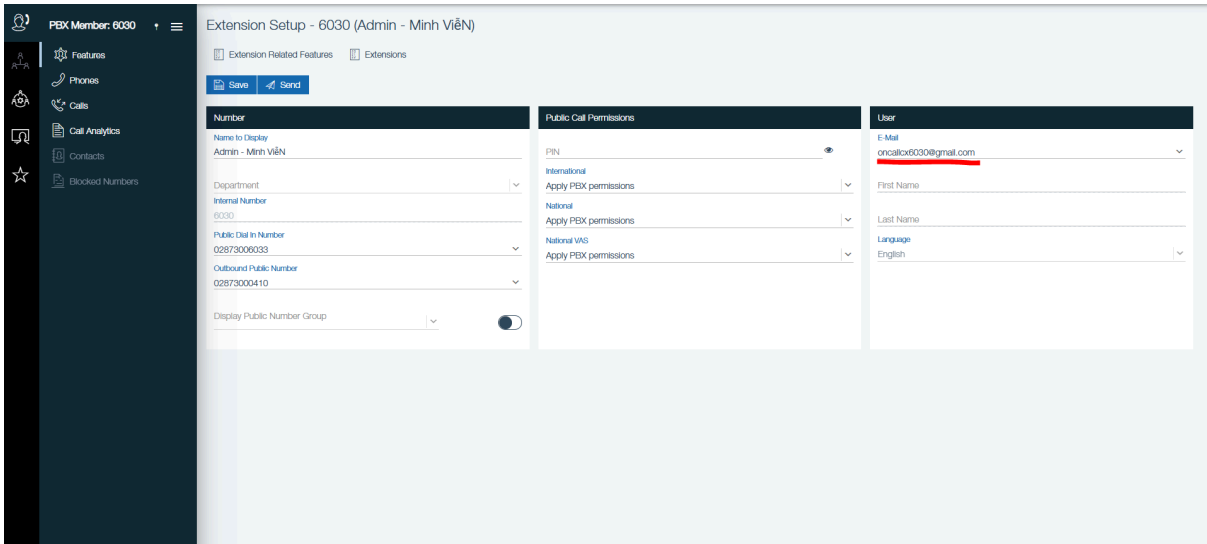 PBX Member: 6030
Features
Phones
Calls
Call Analytics
Contacts
Blocked Numbers
Extension Setup - 6030 (Admin - Minh ViễN)
Extension Related Features
Extensions
Save
Send
Number
Name to Display
Admin - Minh ViễN
Department
Internal Number
6030
Public Dial In Number
02873006033
Outbound Public Number
02873000410
Display Public Number Group
Public Call Permissions
PIN
International
Apply PBX permissions
National
Apply PBX permissions
National VAS
Apply PBX permissions
User
E-Mail
oncallcx6030@gmail.com
First Name
Last Name
Language
English